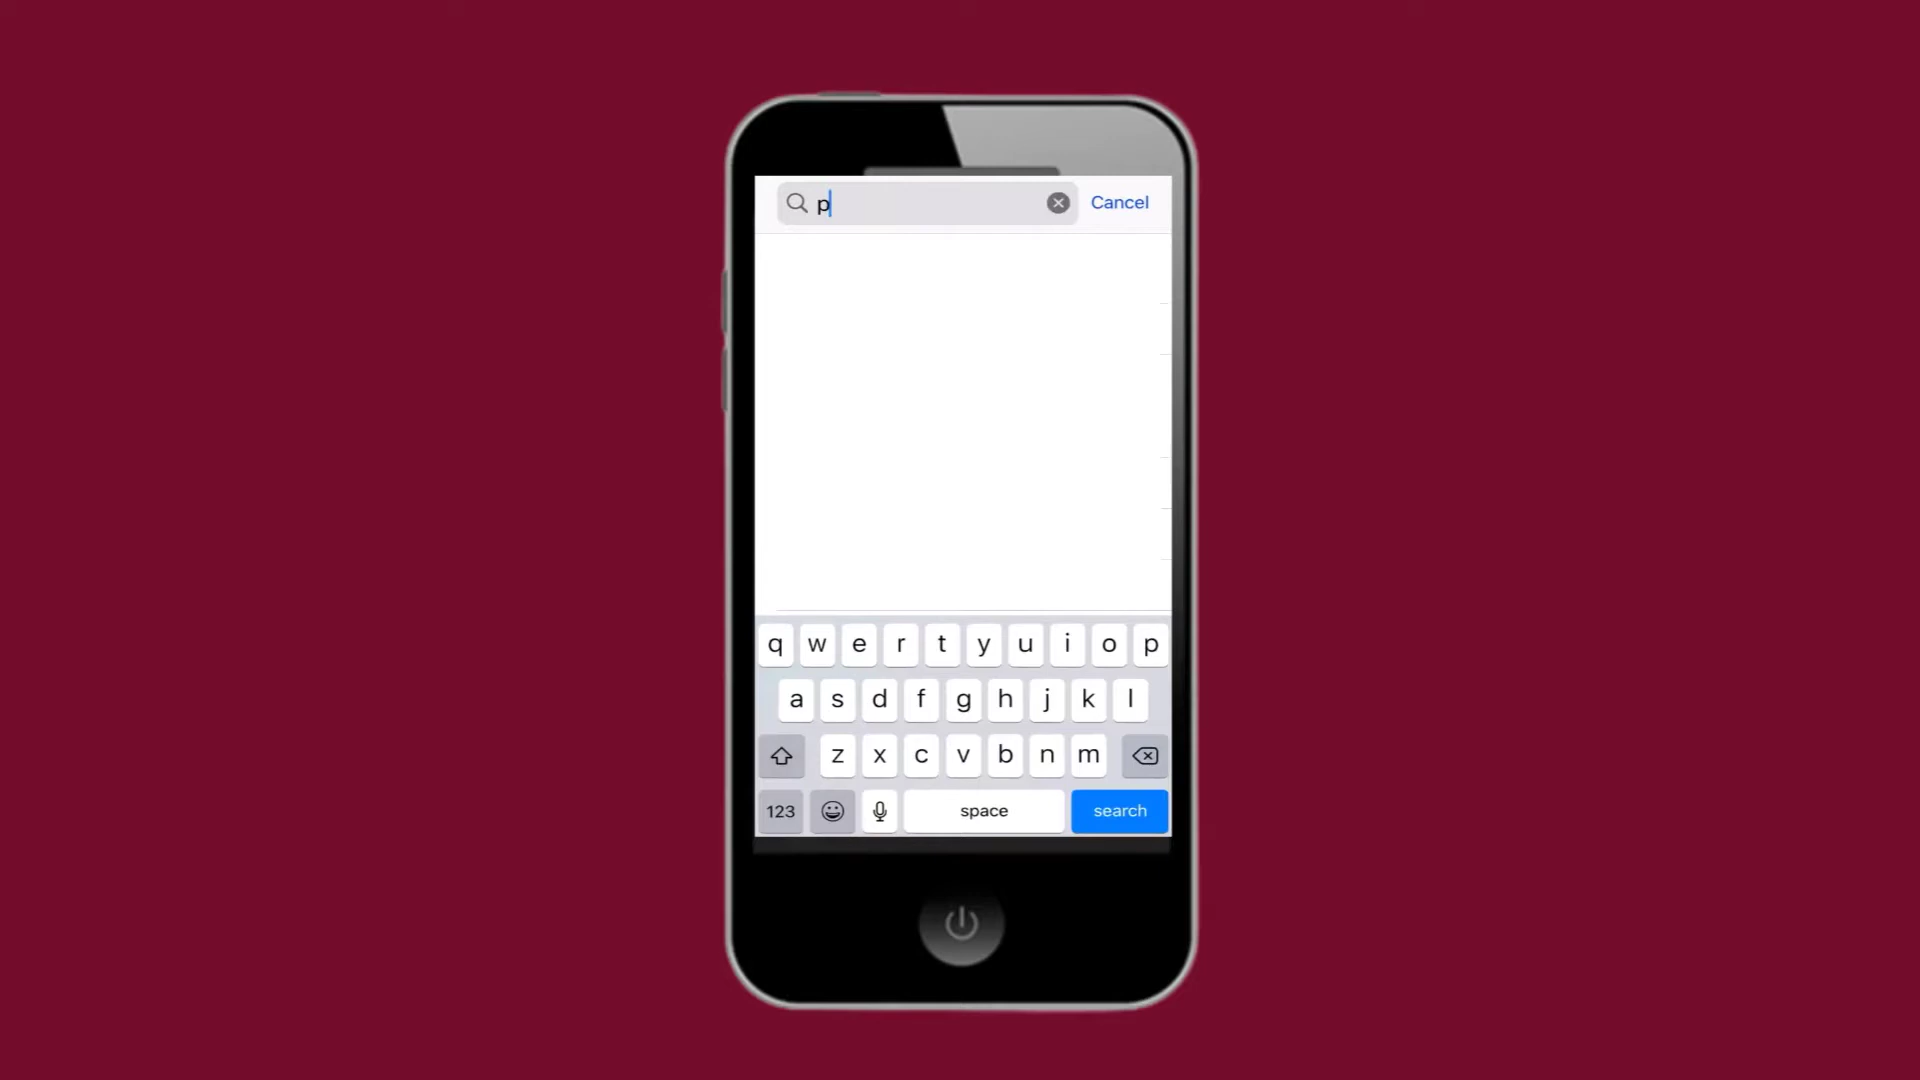 p Cancel
q w e r t y u i o p
a s d f g h j k l
z x c v b n m
123 space search